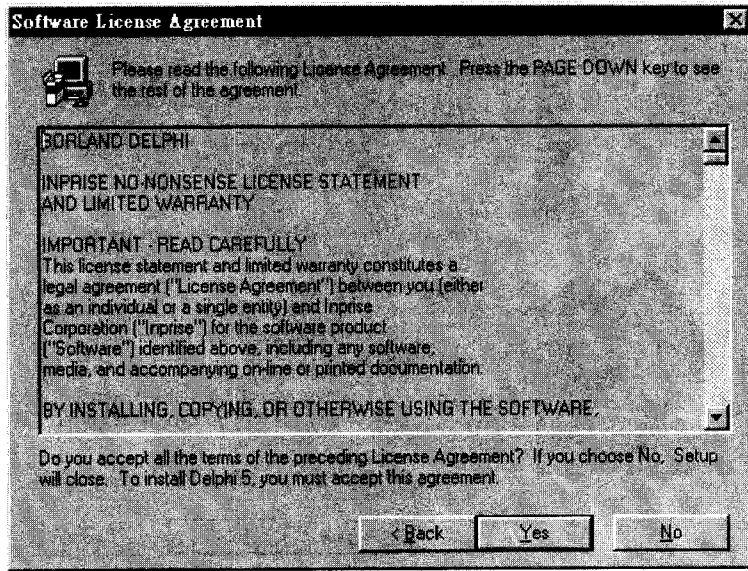 Software License Agreement
Please read the following License Agreement. Press the PAGE DOWN key to see
the rest of the agreement.
BORLAND DELPHI
INPRISE NO-NONSENSE LICENSE STATEMENT
AND LIMITED WARRANTY
IMPORTANT - READ CAREFULLY
This license statement and limited warranty constitutes a
legal agreement ("License Agreement") between you (either
as an individual or a single entity) and Inprise
Corporation ("Inprise") for the software product
("Software") identified above, including any software,
media, and accompanying on-line or printed documentation.
BY INSTALLING, COPYING, OR OTHERWISE USING THE SOFTWARE,
Do you accept all the terms of the preceding License Agreement? If you choose No, Setup
will close. To install Delphi 5, you must accept this agreement.
< Back
Yes
No